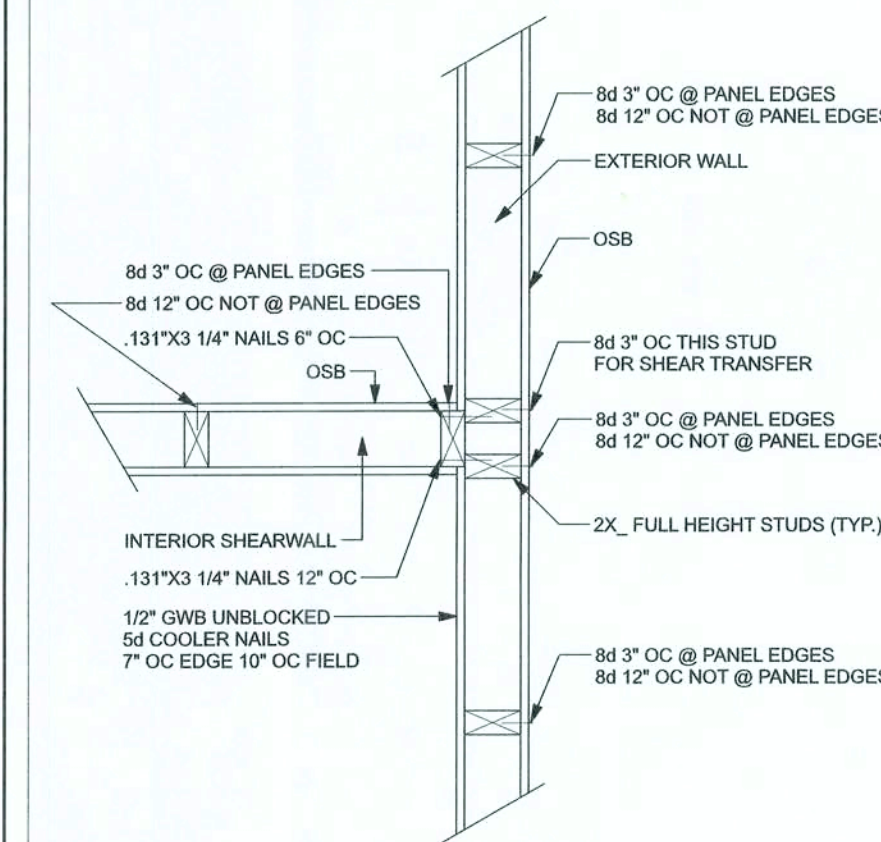 8d 3" OC @ PANEL EDGES
8d 12" OC NOT @ PANEL EDGES
EXTERIOR WALL
OSB
8d 3" OC @ PANEL EDGES
8d 12" OC NOT @ PANEL EDGES
.131"X3 1/4" NAILS 6" OC
OSB
8d 3" OC THIS STUD
FOR SHEAR TRANSFER
8d 3" OC @ PANEL EDGES
8d 12" OC NOT @ PANEL EDGES
2X_ FULL HEIGHT STUDS (TYP.)
INTERIOR SHEARWALL
.131"X3 1/4" NAILS 12" OC
1/2" GWB UNBLOCKED
5d COOLER NAILS
7" OC EDGE 10" OC FIELD
8d 3" OC @ PANEL EDGES
8d 12" OC NOT @ PANEL EDGES